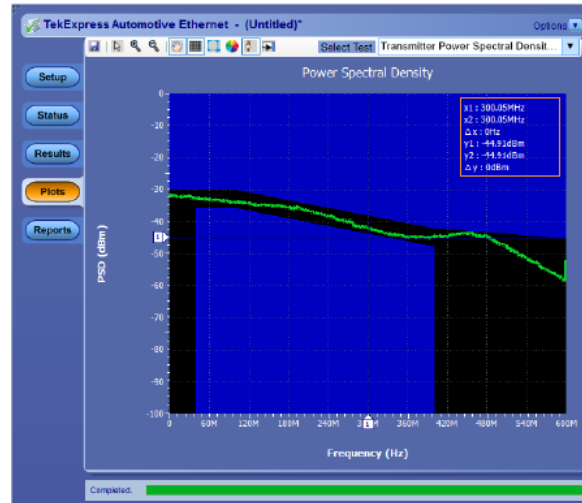 TekExpress Automotive Ethernet - (Untitled)*
Options
Select Test
Transmitter Power Spectral Densit...
Setup
Status
Results
Plots
Reports
Power Spectral Density
x1 : 300.05MHz
x2 : 300.05MHz
Δ x : 0Hz
y1 : -44.91dBm
y2 : -44.91dBm
Δ y : 0dBm
PSD (dBm)
0
-10
-20
-30
-40
-50
-60
-70
-80
-90
-100
1
0
60M
120M
180M
240M
360M
420M
480M
540M
600M
1
Frequency (Hz)
Completed.